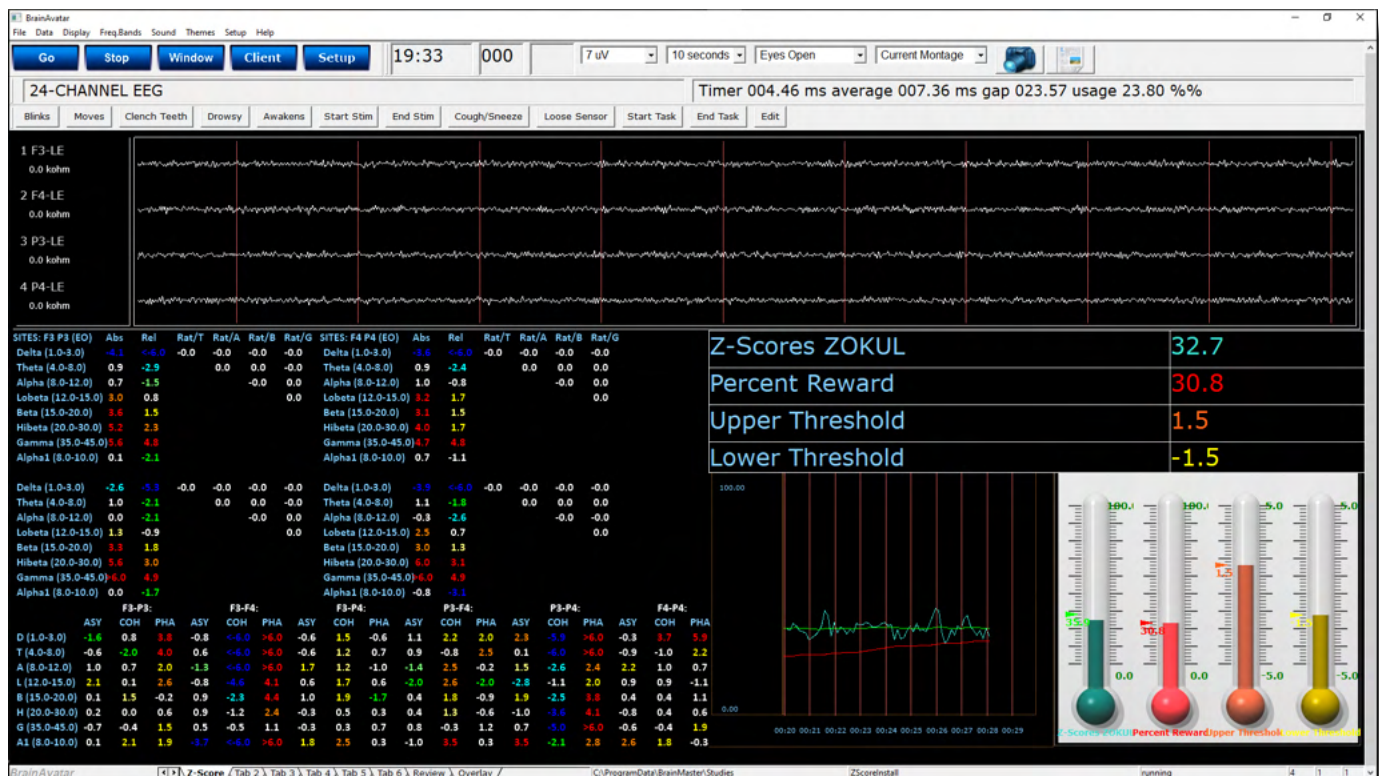 BrainAvatar
File Data Display Freq.Bands Sound Themes Setup Help
Go Stop Window Client Setup 19:33 000 7 uV 10 seconds Eyes Open Current Montage
24-CHANNEL EEG Timer 004.46 ms average 007.36 ms gap 023.57 usage 23.80 %%
Blinks Moves Clench Teeth Drowsy Awakens Start Stim End Stim Cough/Sneeze Loose Sensor Start Task End Task Edit
1 F3-LE
0.0 kohm
2 F4-LE
0.0 kohm
3 P3-LE
0.0 kohm
4 P4-LE
0.0 kohm
SITES: F3 P3 (EO) Abs Rel Rat/T Rat/A Rat/B Rat/G SITES: F4 P4 (EO) Abs Rel Rat/T Rat/A Rat/B Rat/G
Delta (1.0-3.0) <-6.0 -0.0 -0.0 -0.0 -0.0 Delta (1.0-3.0) <-6.0 -0.0 -0.0 -0.0 -0.0
Theta (4.0-8.0) 0.9 -2.9 0.0 0.0 -0.0 Theta (4.0-8.0) 0.9 -2.4 0.0 0.0 0.0
Alpha (8.0-12.0) 0.7 -1.5 -0.0 0.0 Alpha (8.0-12.0) 1.0 -0.8 -0.0 0.0
Lobeta (12.0-15.0) 3.0 0.8 0.0 Lobeta (12.0-15.0) 3.2 1.7 0.0
Beta (15.0-20.0) 3.6 1.5 Beta (15.0-20.0) 3.1 1.5
Hibeta (20.0-30.0) 5.2 2.3 Hibeta (20.0-30.0) 4.0 1.7
Gamma (35.0-45.0) 5.6 4.8 Gamma (35.0-45.0) 4.7 4.8
Alpha1 (8.0-10.0) 0.1 -2.1 Alpha1 (8.0-10.0) 0.7 -1.1
Delta (1.0-3.0) -2.6 -5.5 -0.0 -0.0 -0.0 -0.0 Delta (1.0-3.0) <-6.0 -0.0 -0.0 -0.0 -0.0
Theta (4.0-8.0) 1.0 -2.1 0.0 0.0 0.0 Theta (4.0-8.0) 1.1 -1.8 0.0 0.0 0.0
Alpha (8.0-12.0) 0.0 -2.1 -0.0 0.0 Alpha (8.0-12.0) -0.3 -2.6 -0.0 -0.0
Lobeta (12.0-15.0) 1.3 -0.9 0.0 Lobeta (12.0-15.0) 2.5 0.7 0.0
Beta (15.0-20.0) 3.3 1.8 Beta (15.0-20.0) 3.0 1.3
Hibeta (20.0-30.0) 5.6 3.0 Hibeta (20.0-30.0) 6.0 3.1
Gamma (35.0-45.0) >6.0 4.9 Gamma (35.0-45.0) >6.0 4.9
Alpha1 (8.0-10.0) 0.0 -1.7 Alpha1 (8.0-10.0) -0.8 -3.1
F3-P3: F3-F4: F3-P4: P3-F4: P3-P4: F4-P4:
ASY COH PHA ASY COH PHA ASY COH PHA ASY COH PHA ASY COH PHA ASY COH PHA
D (1.0-3.0) -1.6 0.8 3.8 -0.8 <-6.0 >6.0 -0.6 1.5 -0.6 1.1 2.2 2.0 2.3 -5.9 >6.0 -0.8 3.7 5.9
T (4.0-8.0) -0.6 -2.0 4.0 0.6 <-6.0 >6.0 -0.6 1.2 0.7 0.9 -0.8 2.5 0.1 >6.0 -0.5 -1.0 2.2
A (8.0-12.0) 1.0 0.7 2.0 -1.3 <-6.0 >6.0 1.7 1.2 -1.0 -1.4 2.5 -0.2 1.5 -2.6 2.4 2.2 1.0 0.7
L (12.0-15.0) 2.1 0.1 2.6 -0.8 -4.6 4.1 0.6 1.7 0.6 -2.0 2.6 -2.0 -2.8 -1.1 2.0 0.9 0.9 -1.1
B (15.0-20.0) 0.1 1.5 -0.2 0.9 -2.3 4.4 1.0 1.9 -1.7 0.4 1.8 -0.9 1.9 -2.5 3.8 0.4 0.4 1.1
H (20.0-30.0) 0.2 0.0 0.6 0.9 -1.2 2.4 -0.3 0.5 0.3 0.4 1.3 -0.6 -1.0 -3.6 4.1 -0.8 0.4 0.6
G (35.0-45.0) -0.7 -0.4 1.5 0.5 -0.5 1.1 -0.3 0.3 0.7 0.8 -0.3 1.2 0.7 -5.0 >6.0 -0.6 -0.4 1.9
A1 (8.0-10.0) 0.1 2.1 1.9 -3.7 <-6.0 >6.0 1.8 2.5 0.3 -1.0 3.5 0.3 3.5 -2.1 2.8 2.6 1.8 -0.3
Z-Scores ZOKUL 32.7
Percent Reward 30.8
Upper Threshold 1.5
Lower Threshold -1.5
100.00
0.00
00:20 00:21 00:22 00:23 00:24 00:25 00:26 00:27 00:28 00:29
5.0 5.0
30.8 1.5
0.0 0.0 -5.0 -5.0
Z-Scores ZOKUL Percent Reward Upper Threshold Lower Threshold
BrainAvatar Z-Score Tab 2 Tab 3 Tab 4 Tab 5 Tab 6 Review Overlay C:\ProgramData\BrainMaster\Studies ZScoreInstall running 4 1 1